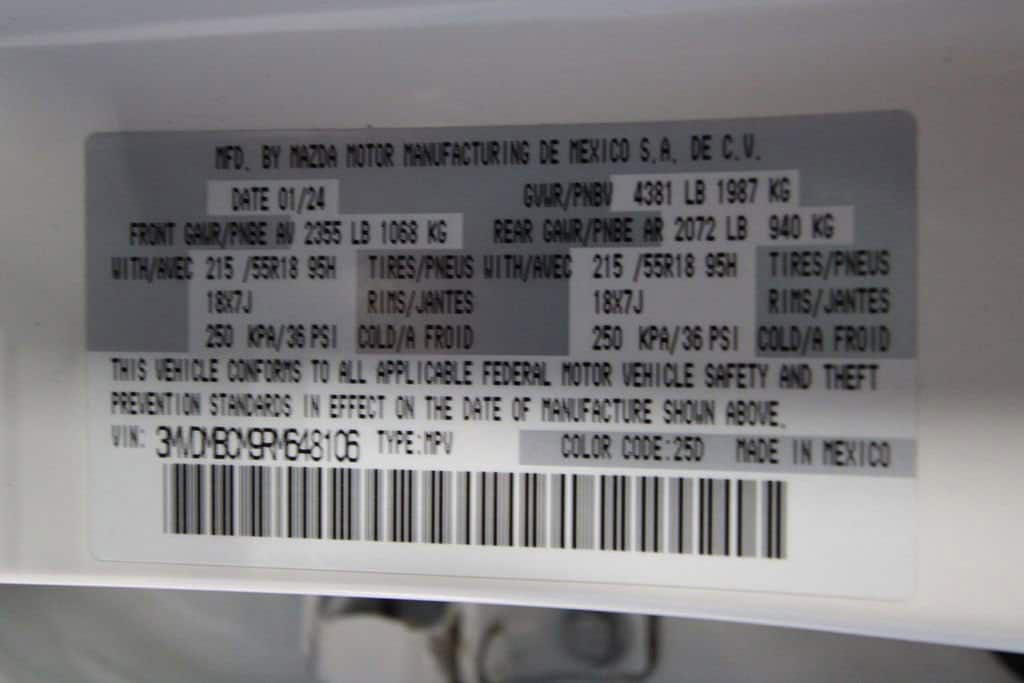 MFD. BY MAZDA MOTOR MANUFACTURING DE MEXICO S.A. DE C.V.
DATE 01/24 GVWR/PNBV 4381 LB 1987 KG
FRONT GAWR/PNBE AV 2355 LB 1068 KG REAR GAWR/PNBE AR 2072 LB 940 KG
WITH/AVEC 215 /55R18 95H TIRES/PNEUS WITH/AVEC 215 /55R18 95H TIRES/PNEUS
18X7J RIMS/JANTES 18X7J RIMS/JANTES
250 KPA/36 PSI COLD/A FROID 250 KPA/36 PSI COLD/A FROID
THIS VEHICLE CONFORMS TO ALL APPLICABLE FEDERAL MOTOR VEHICLE SAFETY AND THEFT
PREVENTION STANDARDS IN EFFECT ON THE DATE OF MANUFACTURE SHOWN ABOVE.
VIN: 3MVDMBCM9RM648106 TYPE:MPV COLOR CODE:25D MADE IN MEXICO